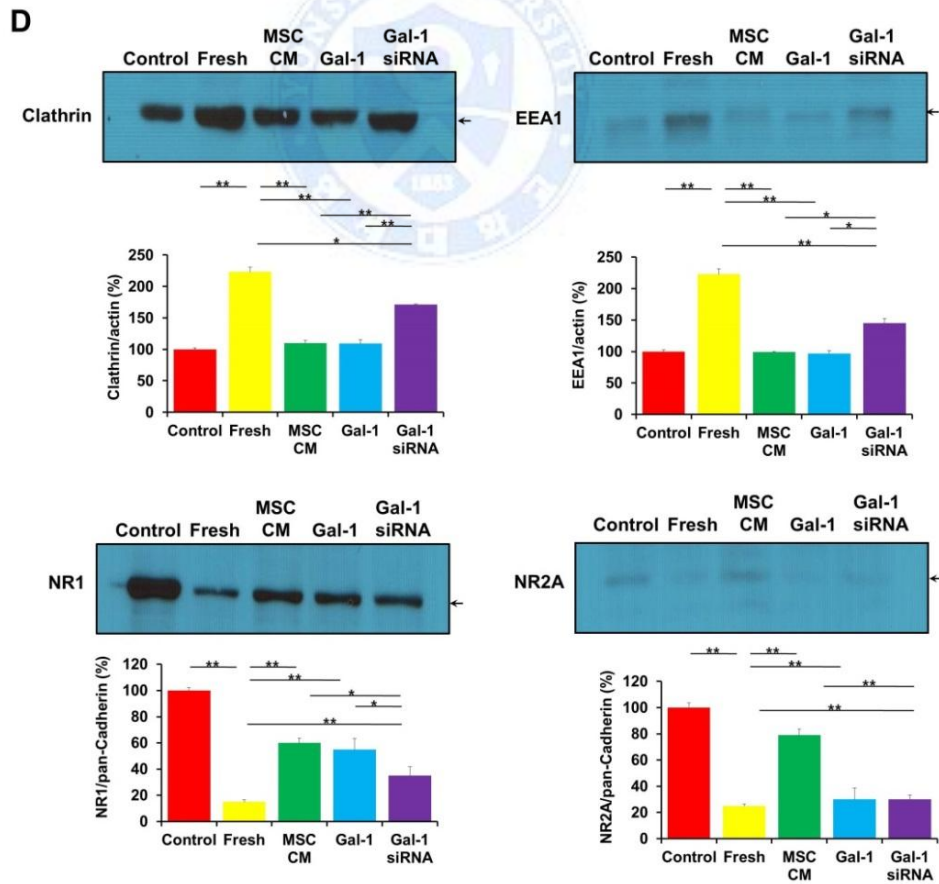 D
Control Fresh MSC CM Gal-1 Gal-1 siRNA
Clathrin
** **
**
**
**
*
Clathrin/actin (%)
250
200
150
100
50
0
Control Fresh MSC CM Gal-1 Gal-1 siRNA
Control Fresh MSC CM Gal-1 Gal-1 siRNA
EEA1
** **
**
*
*
**
EEA1/actin (%)
250
200
150
100
50
0
Control Fresh MSC CM Gal-1 Gal-1 siRNA
1885
Control Fresh MSC CM Gal-1 Gal-1 siRNA
NR1
** **
**
*
*
**
NR1/pan-Cadherin (%)
120
100
80
60
40
20
0
Control Fresh MSC CM Gal-1 Gal-1 siRNA
Control Fresh MSC CM Gal-1 Gal-1 siRNA
NR2A
** **
**
**
**
NR2A/pan-Cadherin (%)
120
100
80
60
40
20
0
Control Fresh MSC CM Gal-1 Gal-1 siRNA